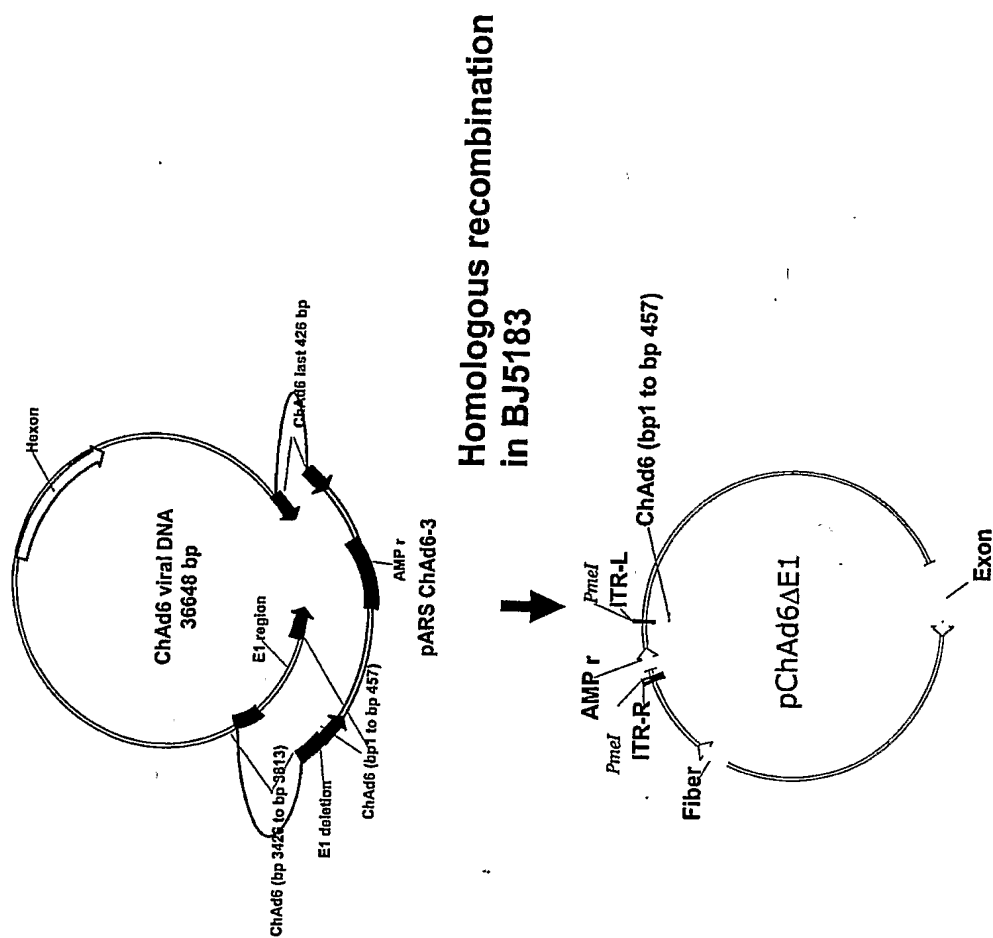 Hexon
ChAd6 viral DNA
36648 bp
E1 region
ChAd6 last 426 bp
ChAd6 (bp 3426 to bp 3813)
E1 deletion
ChAd6 (bp1 to bp 457)
AMP r
pARS ChAd6-3
Homologous recombination
in BJ5183
PmeI
ITR-L
ChAd6 (bp1 to bp 457)
AMP r
PmeI
ITR-R
Fiber
pChAd6ΔE1
Exon